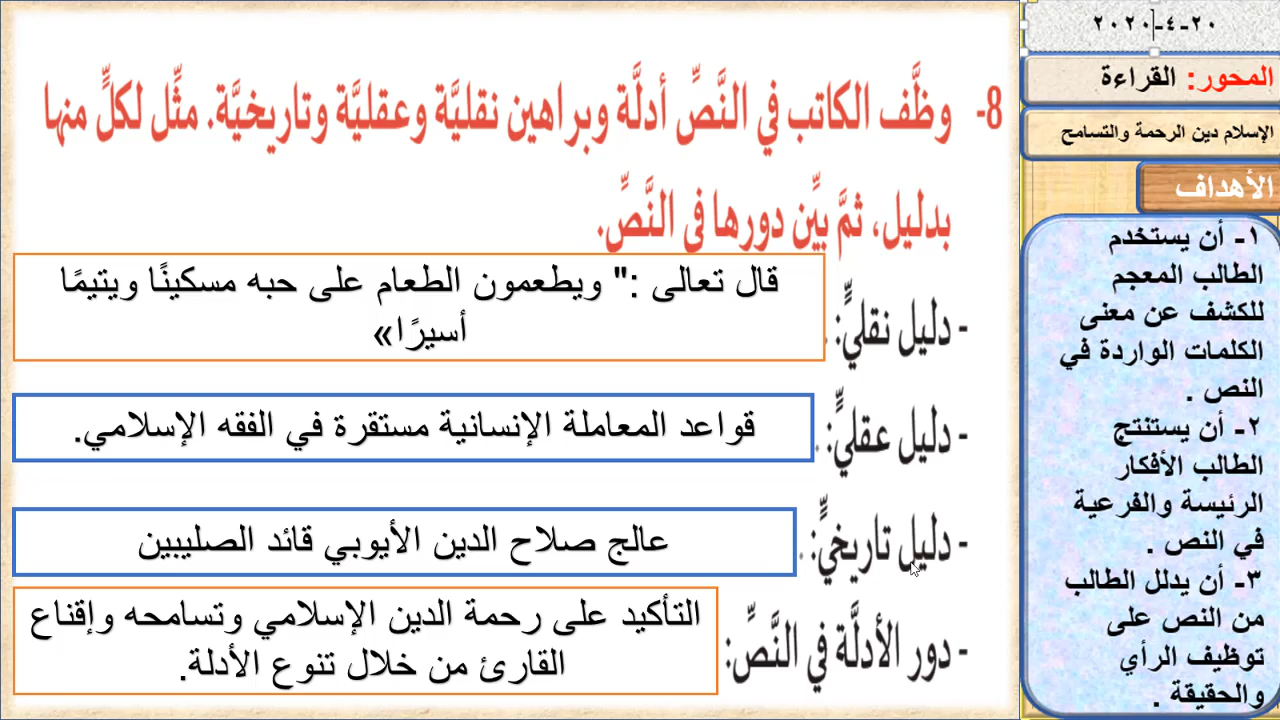 ٢٠-٤-٢٠٢٠
المحور: القراءة
الإسلام دين الرحمة والتسامح
الأهداف
١- أن يستخدم
الطالب المعجم
للكشف عن معنى
الكلمات الواردة في
النص .
٢- أن يستنتج
الطالب الأفكار
الرئيسة والفرعية
في النص .
٣- أن يدلل الطالب
من النص على
توظيف الرأي
والحقيقة .
8- وظَّف الكاتب في النَّصِّ أدلَّة وبراهين نقليَّة وعقليَّة وتاريخيَّة. مثِّل لكلٍّ منها
بدليل، ثمَّ بيِّن دورها في النَّصِّ.
- دليل نقليٍّ: قال تعالى :" ويطعمون الطعام على حبه مسكينًا ويتيمًا
أسيرًا»
- دليل عقليٍّ: قواعد المعاملة الإنسانية مستقرة في الفقه الإسلامي.
- دليل تاريخيٍّ: عالج صلاح الدين الأيوبي قائد الصليبين
- دور الأدلَّة في النَّصِّ: التأكيد على رحمة الدين الإسلامي وتسامحه وإقناع
القارئ من خلال تنوع الأدلة.